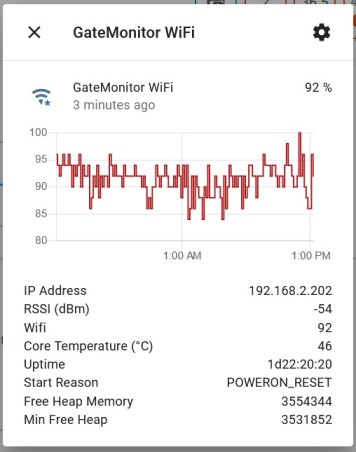 GateMonitor WiFi
GateMonitor WiFi 92 %
3 minutes ago
100
95
90
85
80
1:00 AM 1:00 PM
IP Address 192.168.2.202
RSSI (dBm) -54
Wifi 92
Core Temperature (°C) 46
Uptime 1d22:20:20
Start Reason POWERON_RESET
Free Heap Memory 3554344
Min Free Heap 3531852